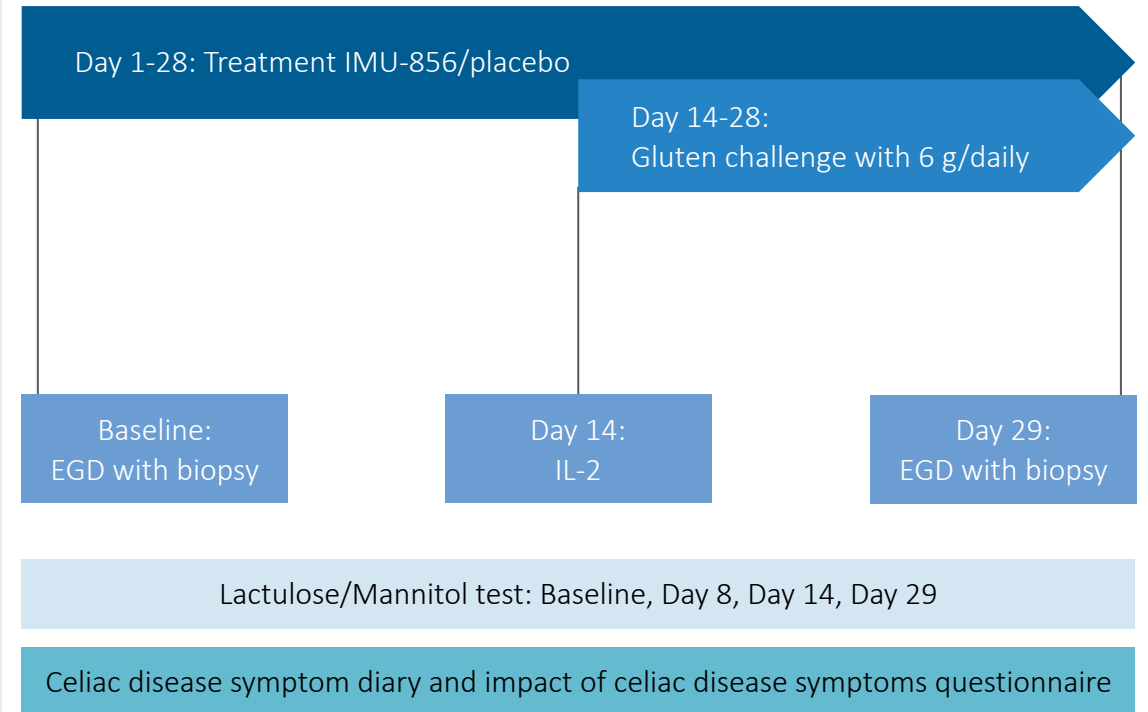 Day 1-28: Treatment IMU-856/placebo
Day 14-28:
Gluten challenge with 6 g/daily
Baseline:
EGD with biopsy
Day 14:
IL-2
Day 29:
EGD with biopsy
Lactulose/Mannitol test: Baseline, Day 8, Day 14, Day 29
Celiac disease symptom diary and impact of celiac disease symptoms questionnaire